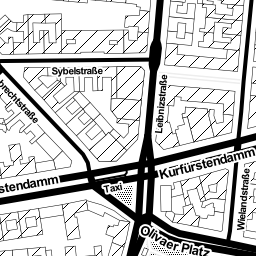 Sybelstraße
Leibnizstraße
brechtstraße
Kurfürstendamm
stendamm
Taxi
Wielandstraße
Olivaer Platz